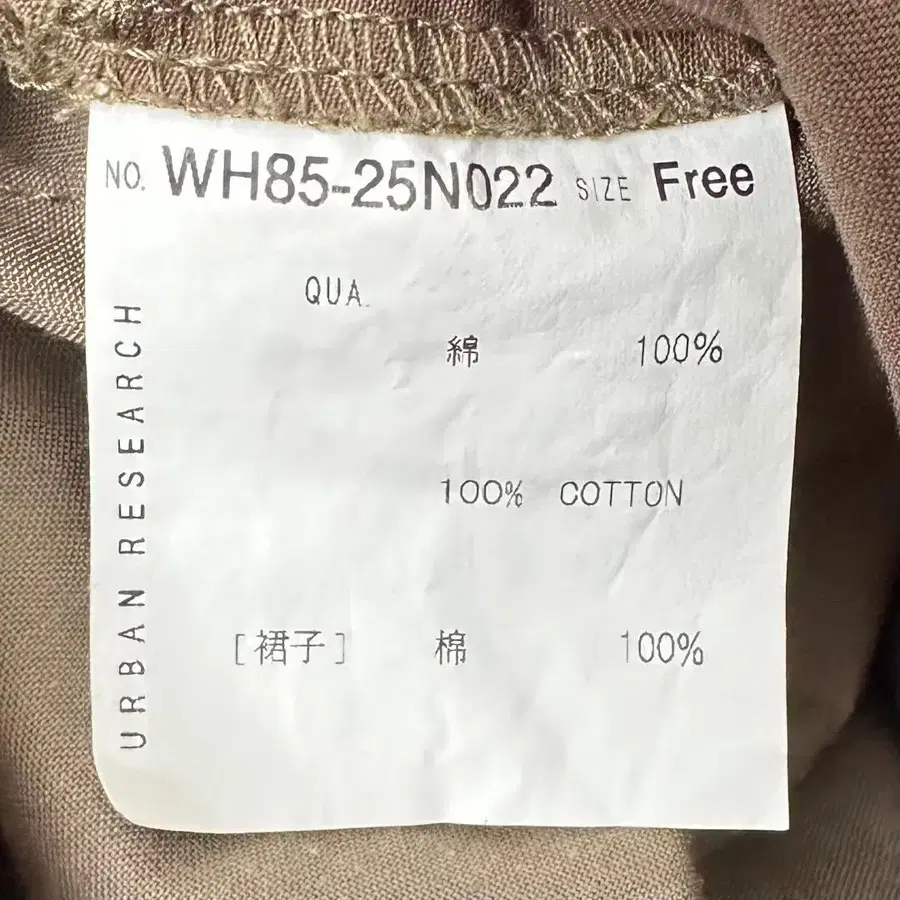 NO. WH85-25N022 SIZE Free
QUA.
綿 100%
100% COTTON
[裙子] 棉 100%
URBAN RESEARCH